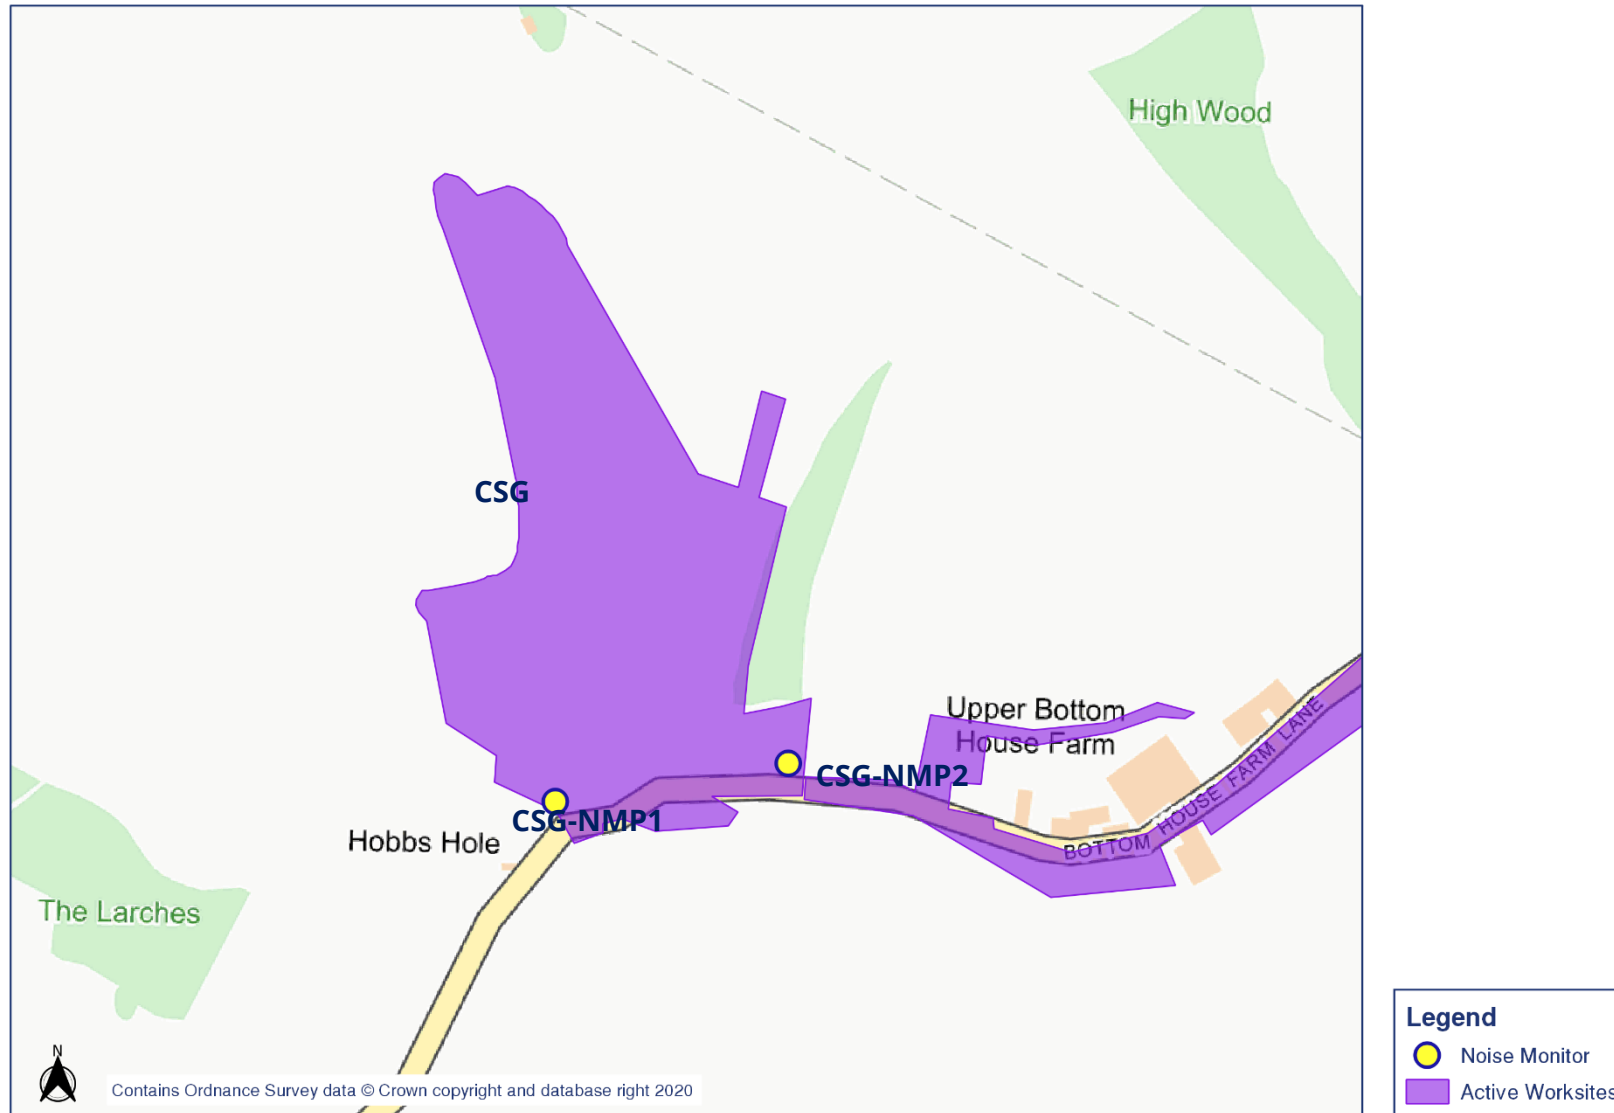 High Wood
CSG
Upper Bottom
House Farm
CSG-NMP2
CSG-NMP1
Hobbs Hole
BOTTOM HOUSE FARM LANE
The Larches
N
Contains Ordnance Survey data © Crown copyright and database right 2020
Legend
Noise Monitor
Active Worksites